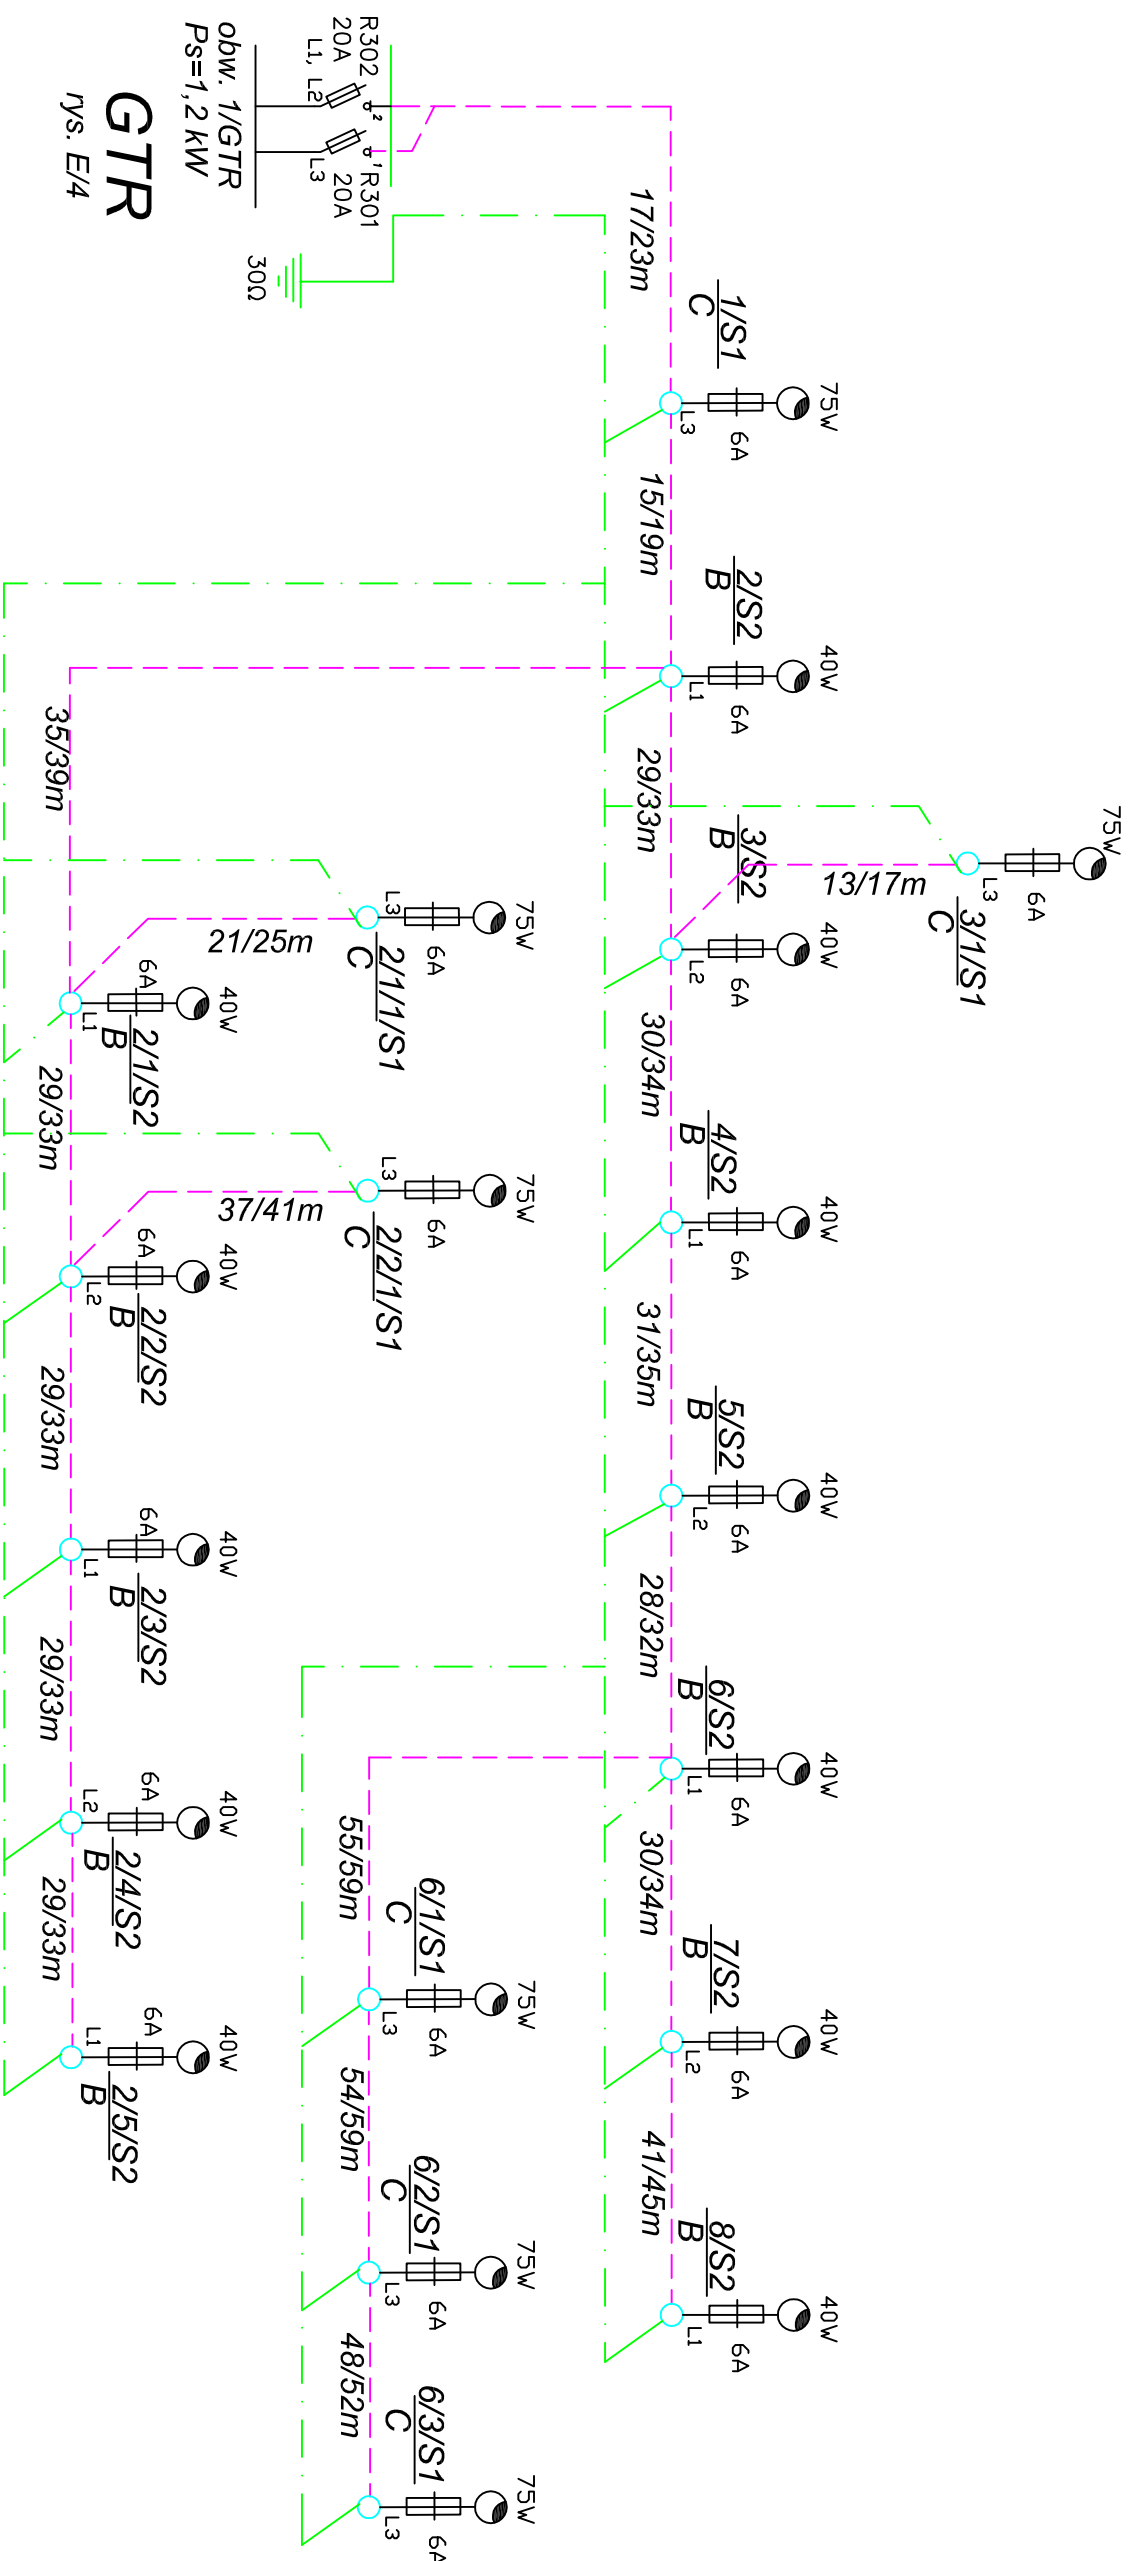 GTR
rys. E/4
obw. 1/GTR
Ps=1,2 kW
R302
20A
L1, L2
2
1
R301
20A
L3
30Ω
17/23m
1/S1
C
75W
6A
L3
15/19m
2/S2
B
40W
6A
L1
29/33m
3/S2
B
40W
6A
L2
13/17m
3/1/S1
C
75W
6A
L3
30/34m
4/S2
B
40W
6A
L1
31/35m
5/S2
B
40W
6A
L2
28/32m
6/S2
B
40W
6A
L1
30/34m
7/S2
B
40W
6A
L2
41/45m
8/S2
B
40W
6A
L1
35/39m
2/1/S2
B
40W
6A
L1
21/25m
2/1/1/S1
C
75W
6A
L3
29/33m
2/2/S2
B
40W
6A
L2
37/41m
2/2/1/S1
C
75W
6A
L3
29/33m
2/3/S2
B
40W
6A
L1
29/33m
2/4/S2
B
40W
6A
L2
29/33m
2/5/S2
B
40W
6A
L1
55/59m
6/1/S1
C
75W
6A
L3
54/59m
6/2/S1
C
75W
6A
L3
48/52m
6/3/S1
C
75W
6A
L3